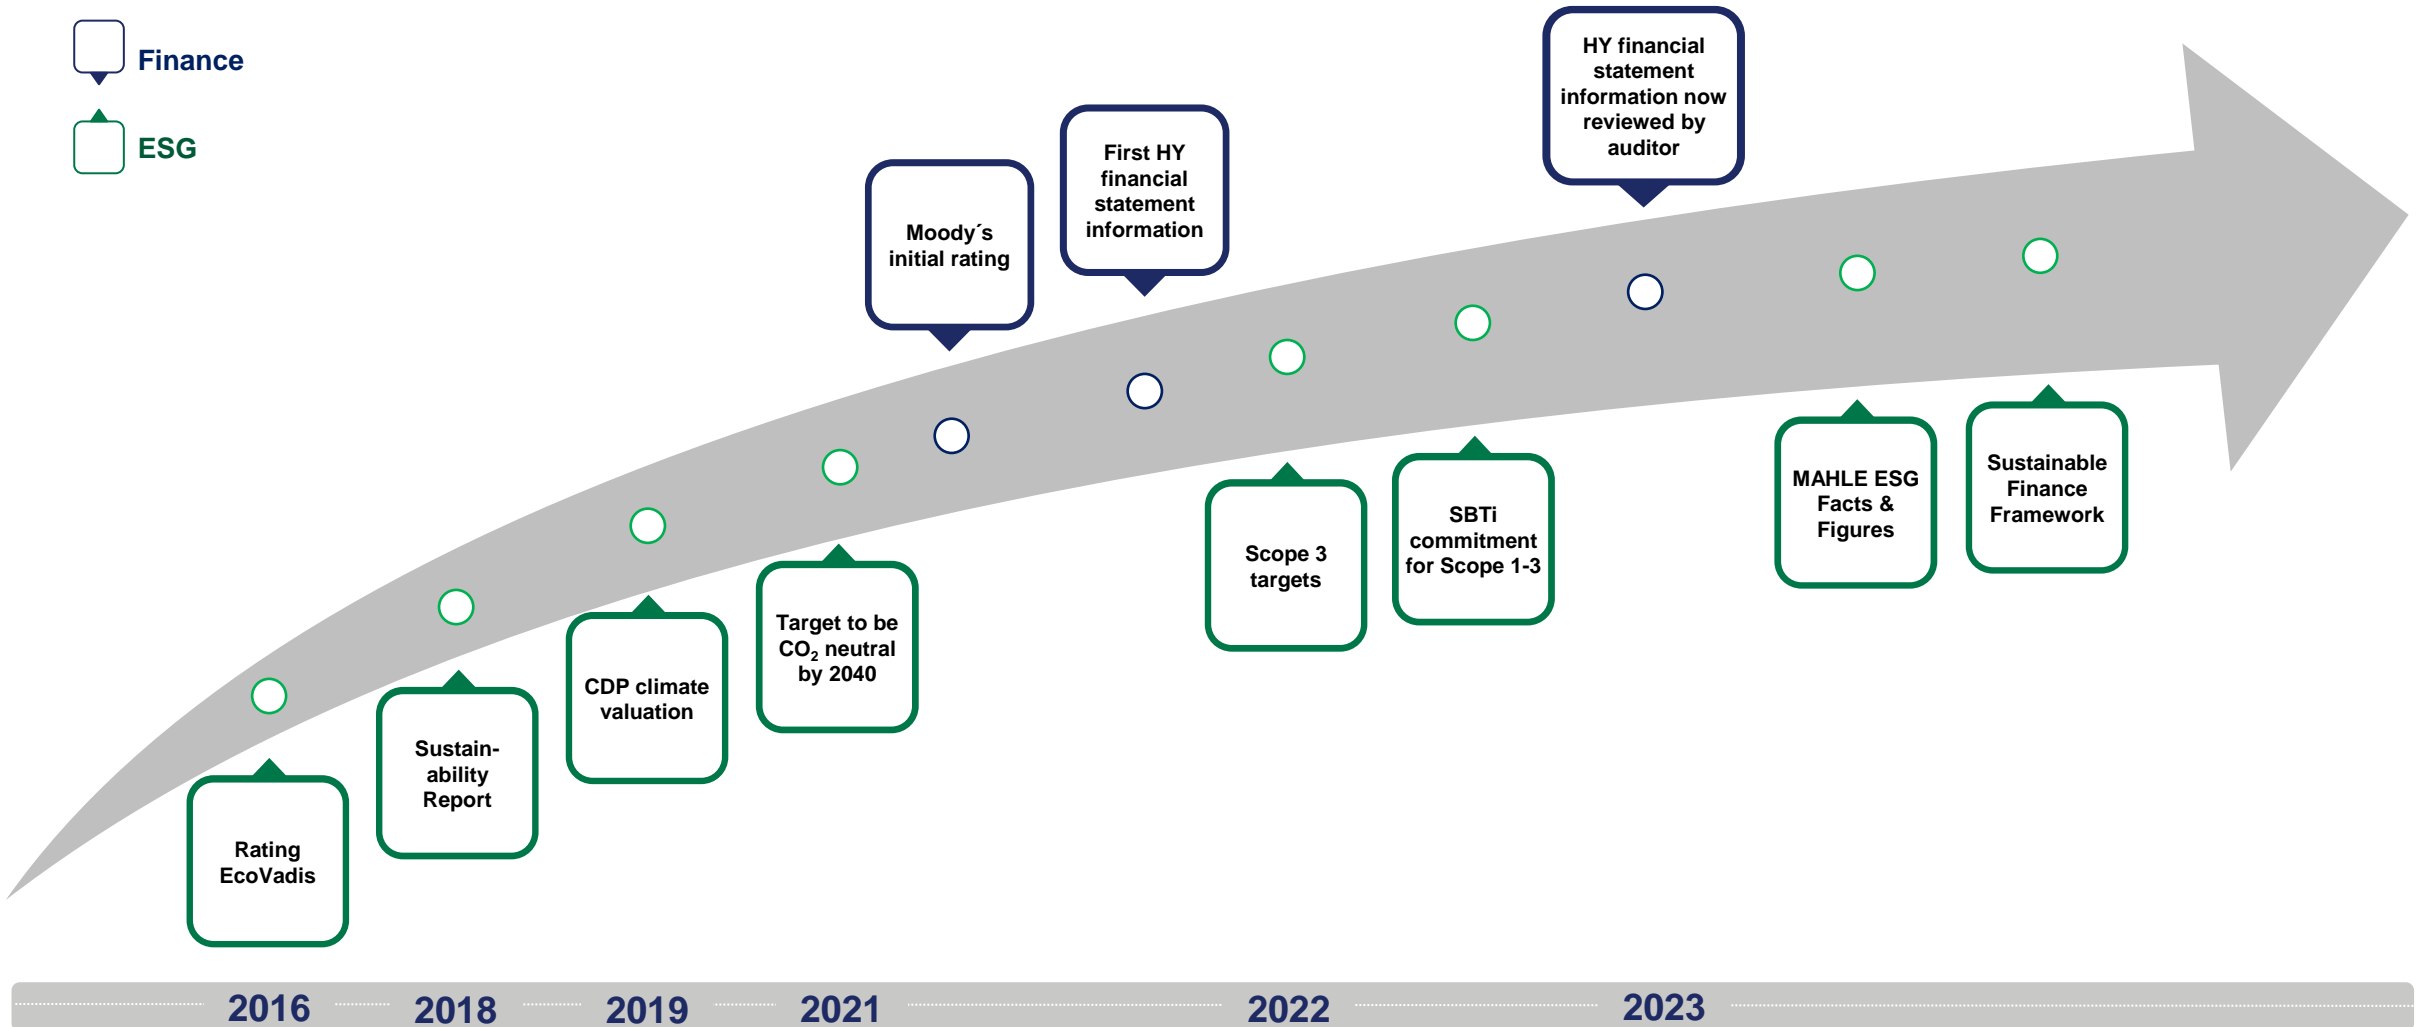 Finance
ESG
HY financial
statement
information now
reviewed by
auditor
First HY
financial
statement
information
Moody´s
initial rating
Rating
EcoVadis
Sustain-
ability
Report
CDP climate
valuation
Target to be
CO₂ neutral
by 2040
Scope 3
targets
SBTi
commitment
for Scope 1-3
MAHLE ESG
Facts &
Figures
Sustainable
Finance
Framework
2016 2018 2019 2021 2022 2023